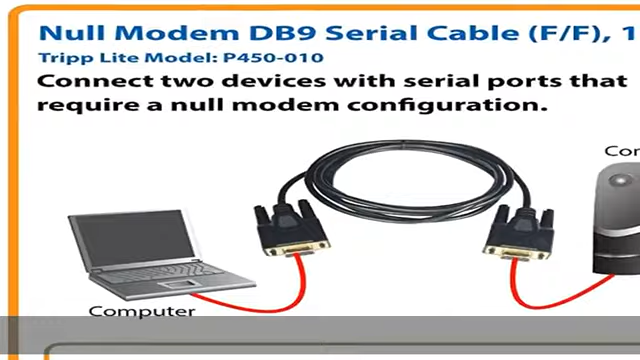 Null Modem DB9 Serial Cable (F/F), 1
Tripp Lite Model: P450-010
Connect two devices with serial ports that
require a null modem configuration.
Computer